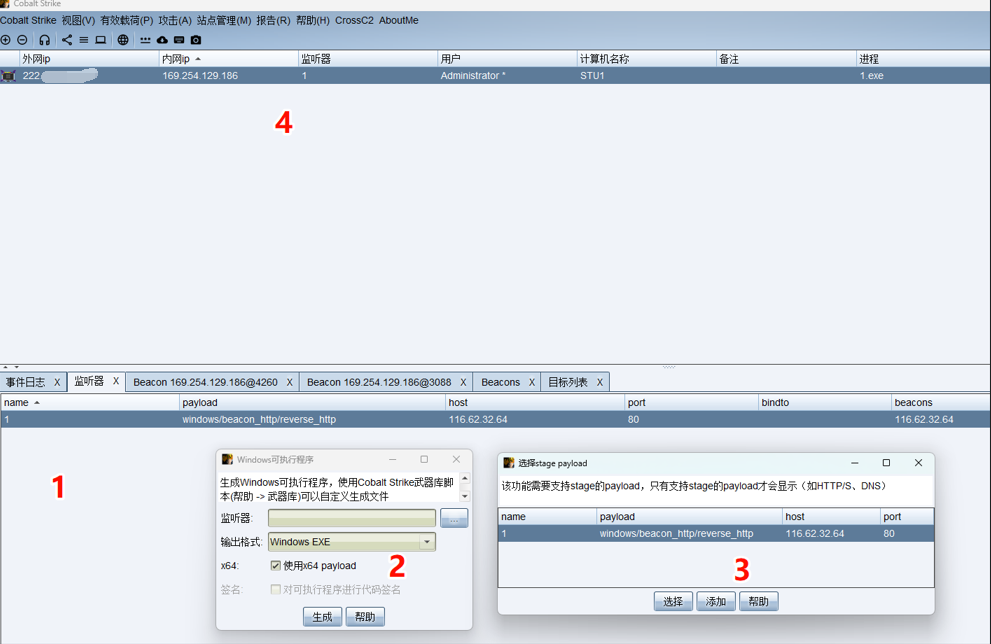 Cobalt Strike
Cobalt Strike 视图(V) 有效载荷(P) 攻击(A) 站点管理(M) 报告(R) 帮助(H) CrossC2 AboutMe
外网ip 内网ip 监听器 用户 计算机名称 备注 进程
222. 169.254.129.186 1 Administrator * STU1 1.exe
4
事件日志 X 监听器 X Beacon 169.254.129.186@4260 X Beacon 169.254.129.186@3088 X Beacons X 目标列表 X
name payload host port bindto beacons
1 windows/beacon_http/reverse_http 116.62.32.64 80 116.62.32.64
1
Windows可执行程序
生成Windows可执行程序，使用Cobalt Strike武器库脚
本(帮助 -> 武器库)可以自定义生成文件
监听器: ...
输出格式: Windows EXE
x64: 使用x64 payload
2
签名: 对可执行程序进行代码签名
生成 帮助
选择stage payload
该功能需要支持stage的payload，只有支持stage的payload才会显示（如HTTP/S、DNS）
name payload host port
1 windows/beacon_http/reverse_http 116.62.32.64 80
3
选择 添加 帮助